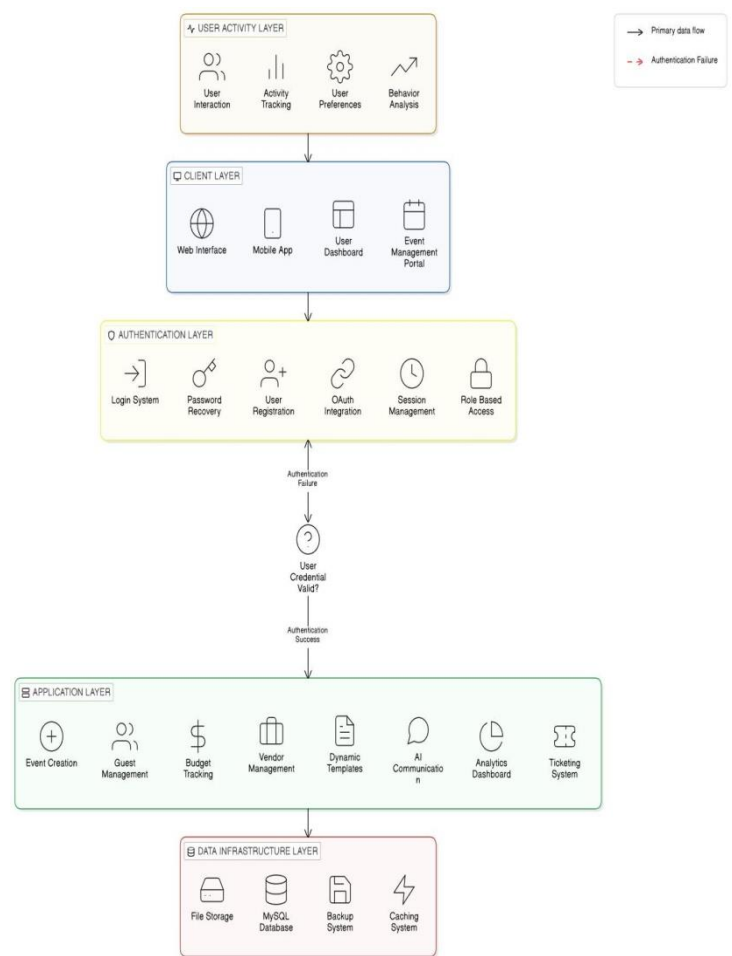 USER ACTIVITY LAYER
User
Interaction
Activity
Tracking
User
Preferences
Behavior
Analysis
Primary data flow
Authentication Failure
CLIENT LAYER
Web Interface
Mobile App
User
Dashboard
Event
Management
Portal
AUTHENTICATION LAYER
Login System
Password
Recovery
User
Registration
OAuth
Integration
Session
Management
Role Based
Access
Authentication
Failure
?
User
Credential
Valid?
Authentication
Success
APPLICATION LAYER
Event Creation
Guest
Management
Budget
Tracking
Vendor
Management
Dynamic
Templates
AI
Communicatio
n
Analytics
Dashboard
Ticketing
System
DATA INFRASTRUCTURE LAYER
File Storage
MySQL
Database
Backup
System
Caching
System